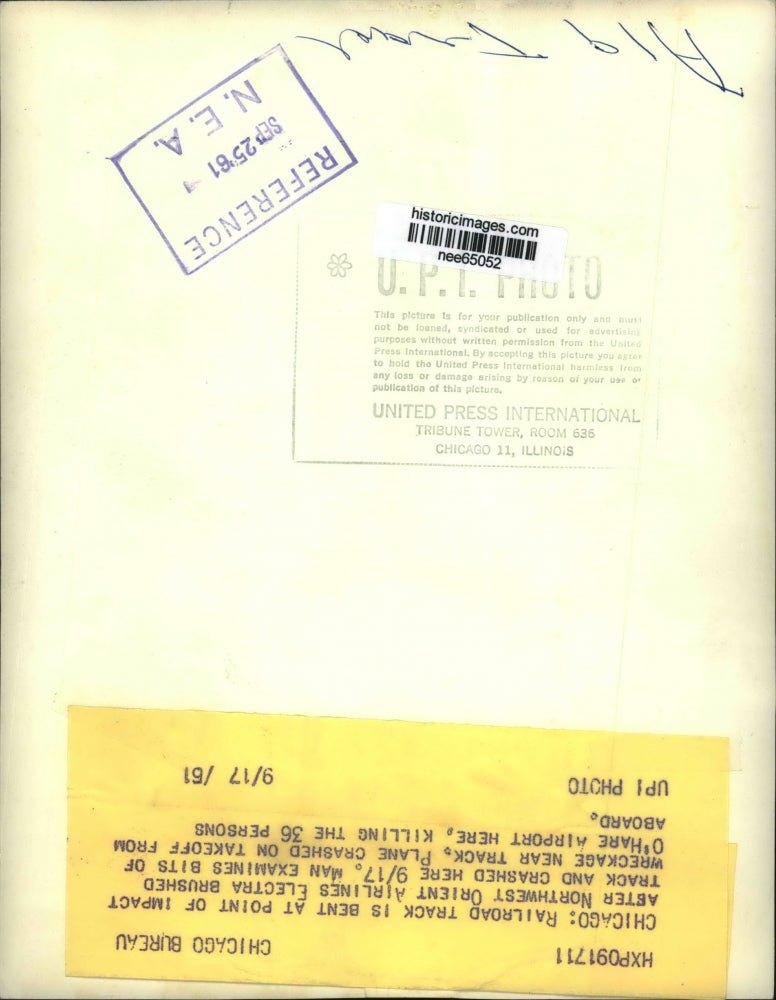 REFERENCE
SEP 25 '61
N. E. A.
historicimages.com
nee65052
U. P. I. PHOTO
This picture is for your publication only and must
not be loaned, syndicated or used for advertising
purposes without written permission from the United
Press International. By accepting this picture you agree
to hold the United Press International harmless from
any loss or damage arising by reason of your use or
publication of this picture.
UNITED PRESS INTERNATIONAL
TRIBUNE TOWER, ROOM 636
CHICAGO 11, ILLINOIS
HXP091711 CHICAGO BUREAU
CHICAGO: RAILROAD TRACK IS BENT AT POINT OF IMPACT
AFTER NORTHWEST ORIENT AIRLINES ELECTRA BRUSHED
TRACK AND CRASHED HERE 9/17. MAN EXAMINES BITS OF
WRECKAGE NEAR TRACK. PLANE CRASHED ON TAKEOFF FROM
O'HARE AIRPORT HERE, KILLING THE 36 PERSONS
ABOARD.
UPI PHOTO 9/17 /61